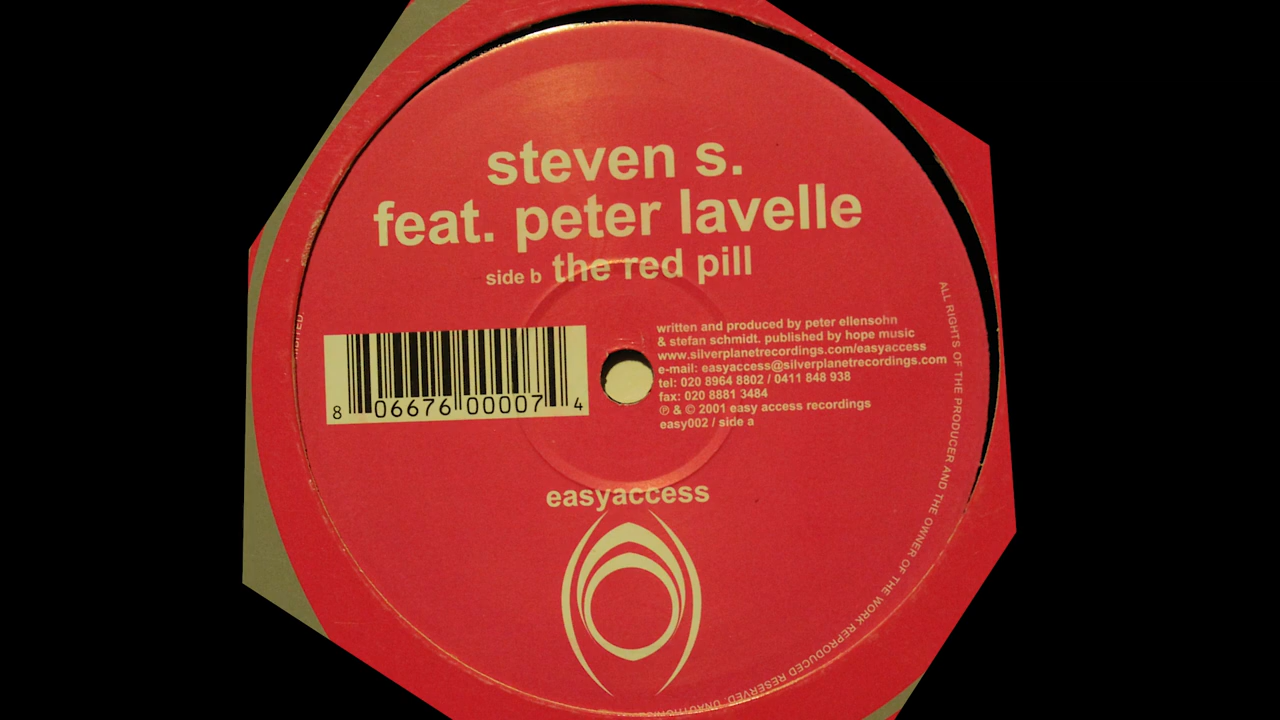 steven s.
feat. peter lavelle
side b the red pill
written and produced by peter ellensohn
& stefan schmidt. published by hope music
www.silverplanetrecordings.com/easyaccess
e-mail: easyaccess@silverplanetrecordings.com
tel: 020 8964 8802 / 0411 848 938
fax: 020 8881 3484
℗ & © 2001 easy access recordings
easy002 / side a
8 06676 00007 4
easyaccess
ALL RIGHTS OF THE PRODUCER AND THE OWNER OF THE WORK REPRODUCED RESERVED.